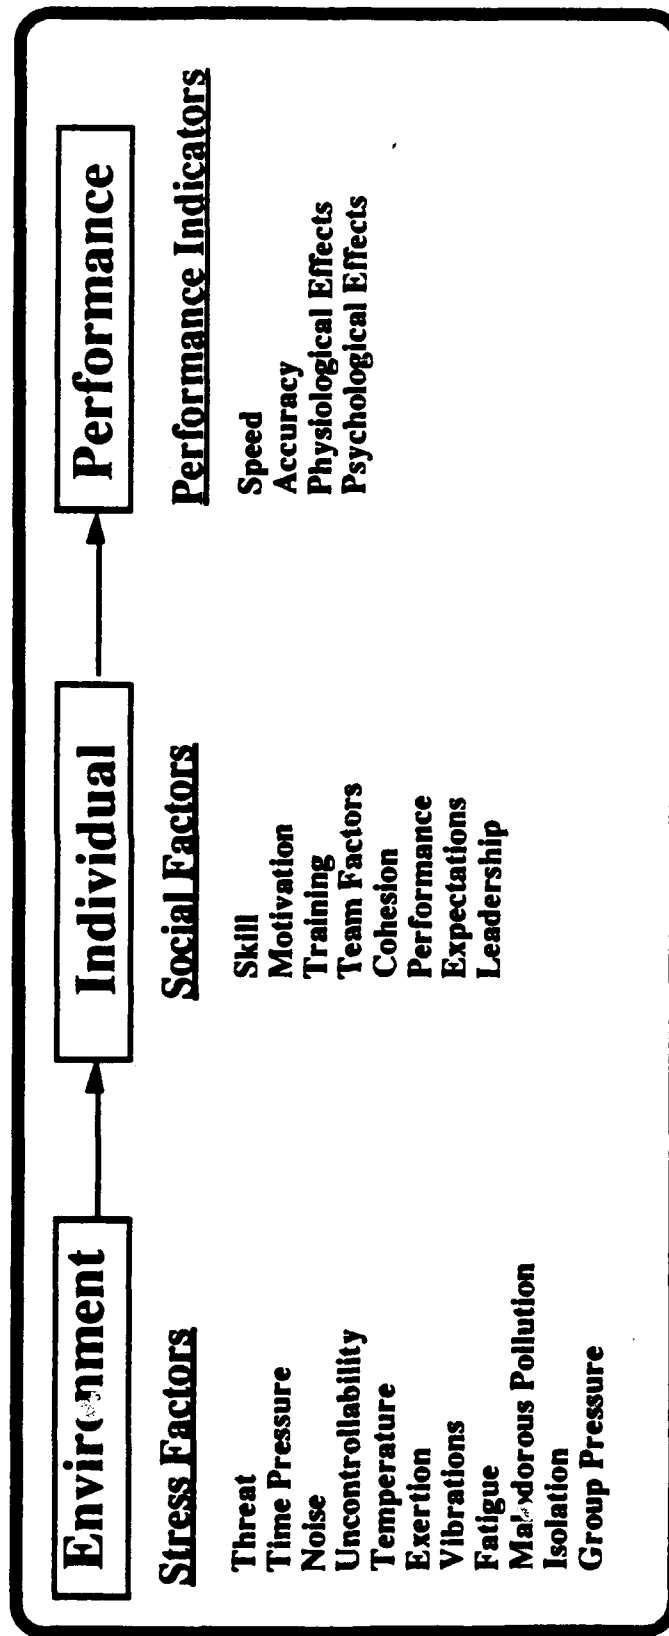 Environment
Stress Factors
Threat
Time Pressure
Noise
Uncontrollability
Temperature
Exertion
Vibrations
Fatigue
Malodorous Pollution
Isolation
Group Pressure
Individual
Social Factors
Skill
Motivation
Training
Team Factors
Cohesion
Performance
Expectations
Leadership
Performance
Performance Indicators
Speed
Accuracy
Physiological Effects
Psychological Effects